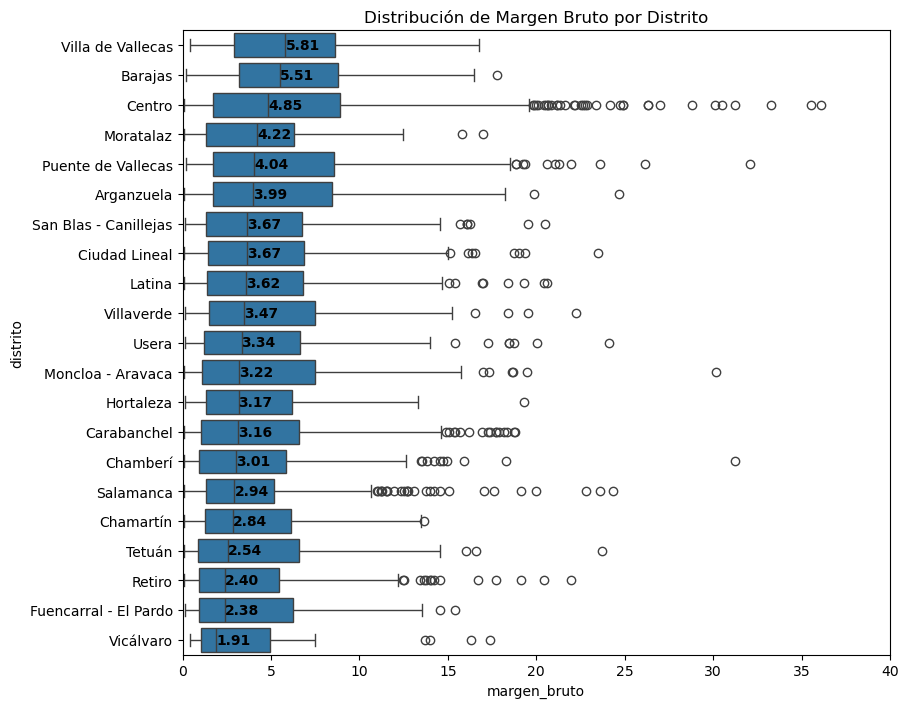 Distribución de Margen Bruto por Distrito
distrito
Villa de Vallecas 5.81
Barajas 5.51
Centro 4.85
Moratalaz 4.22
Puente de Vallecas 4.04
Arganzuela 3.99
San Blas - Canillejas 3.67
Ciudad Lineal 3.67
Latina 3.62
Villaverde 3.47
Usera 3.34
Moncloa - Aravaca 3.22
Hortaleza 3.17
Carabanchel 3.16
Chamberí 3.01
Salamanca 2.94
Chamartín 2.84
Tetuán 2.54
Retiro 2.40
Fuencarral - El Pardo 2.38
Vicálvaro 1.91
0 5 10 15 20 25 30 35 40
margen_bruto